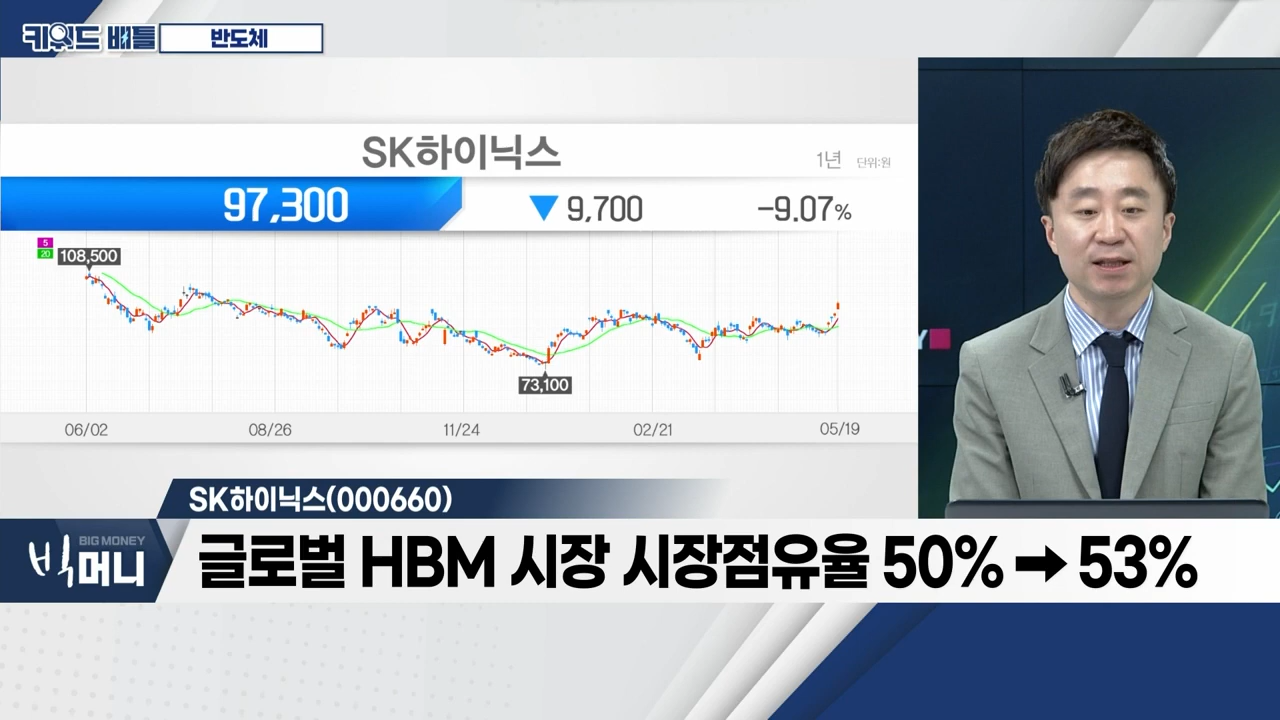 키워드 배틀
반도체
SK하이닉스
1년 단위:원
97,300 ▼ 9,700 -9.07%
5
20
108,500
73,100
06/02 08/26 11/24 02/21 05/19
Y
SK하이닉스(000660)
BIG MONEY
빅머니
글로벌 HBM 시장 시장점유율 50% ➡ 53%